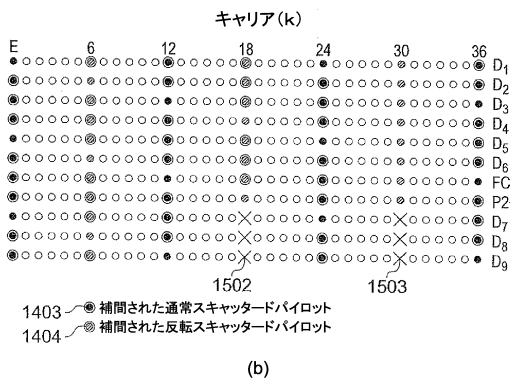 キャリア(k)
E 6 12 18 24 30 36
D1
D2
D3
D4
D5
D6
FC
P2
D7
D8
D9
1502 1503
1403 補間された通常スキャッタードパイロット
1404 補間された反転スキャッタードパイロット
(b)